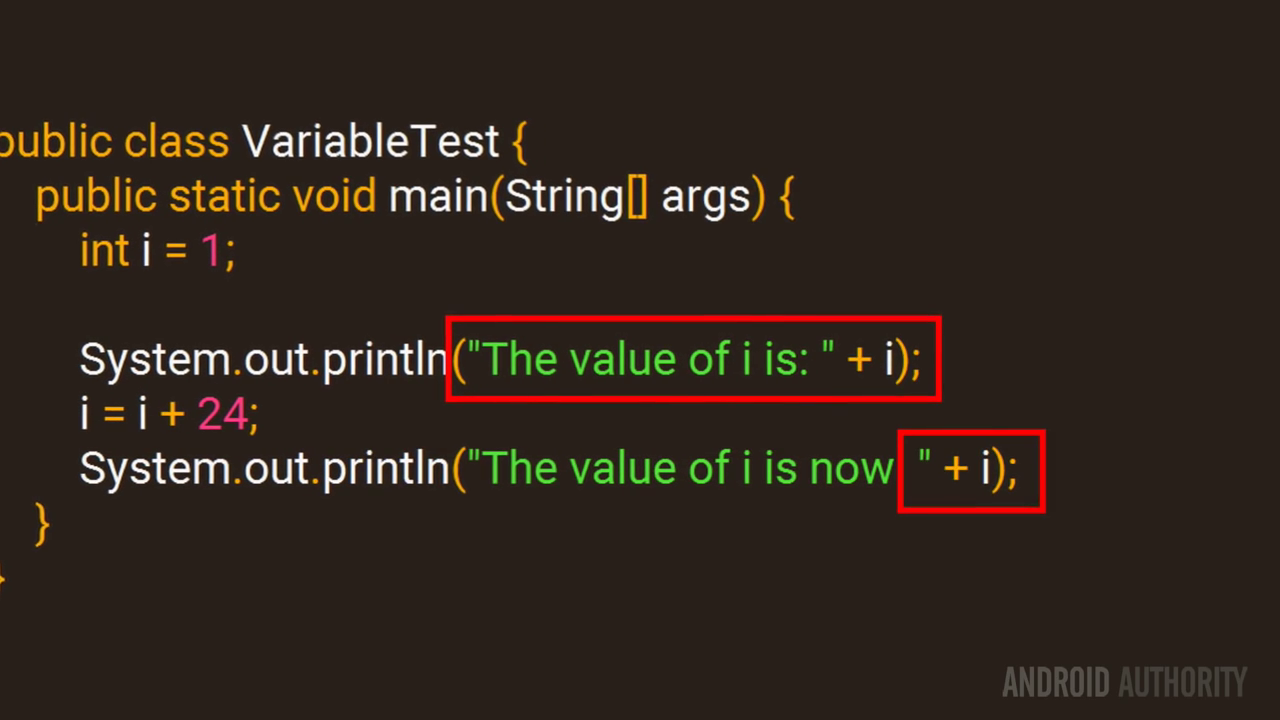 public class VariableTest {
public static void main(String[] args) {
int i = 1;
System.out.println("The value of i is: " + i);
i = i + 24;
System.out.println("The value of i is now " + i);
}
}
ANDROID AUTHORITY